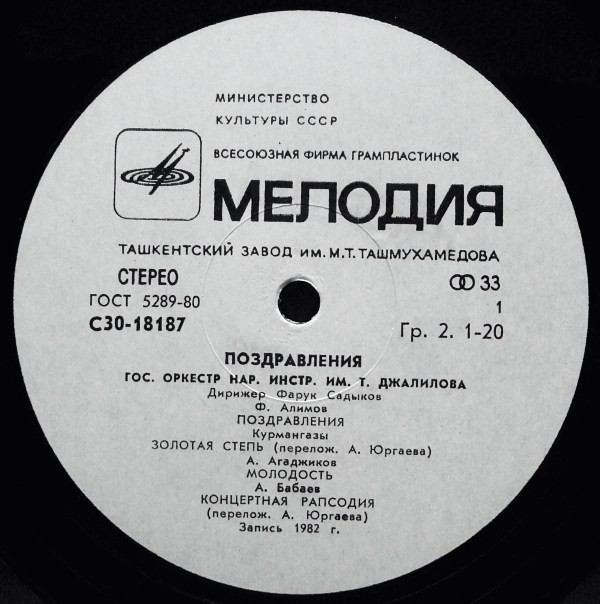 МИНИСТЕРСТВО
КУЛЬТУРЫ СССР
ВСЕСОЮЗНАЯ ФИРМА ГРАМПЛАСТИНОК
МЕЛОДИЯ
ТАШКЕНТСКИЙ ЗАВОД ИМ. М.Т. ТАШМУХАМЕДОВА
СТЕРЕО
33
ГОСТ 5289-80
1
С30-18187
Гр. 2. 1-20
ПОЗДРАВЛЕНИЯ
ГОС. ОРКЕСТР НАР. ИНСТР. ИМ. Т. ДЖАЛИЛОВА
Дирижер Фарук Садыков
Ф. Алимов
ПОЗДРАВЛЕНИЯ
Курмангазы
ЗОЛОТАЯ СТЕПЬ (перелож. А. Юргаева)
А. Агаджиков
МОЛОДОСТЬ
А. Бабаев
КОНЦЕРТНАЯ РАПСОДИЯ
(перелож. А. Юргаева)
Запись 1982 г.